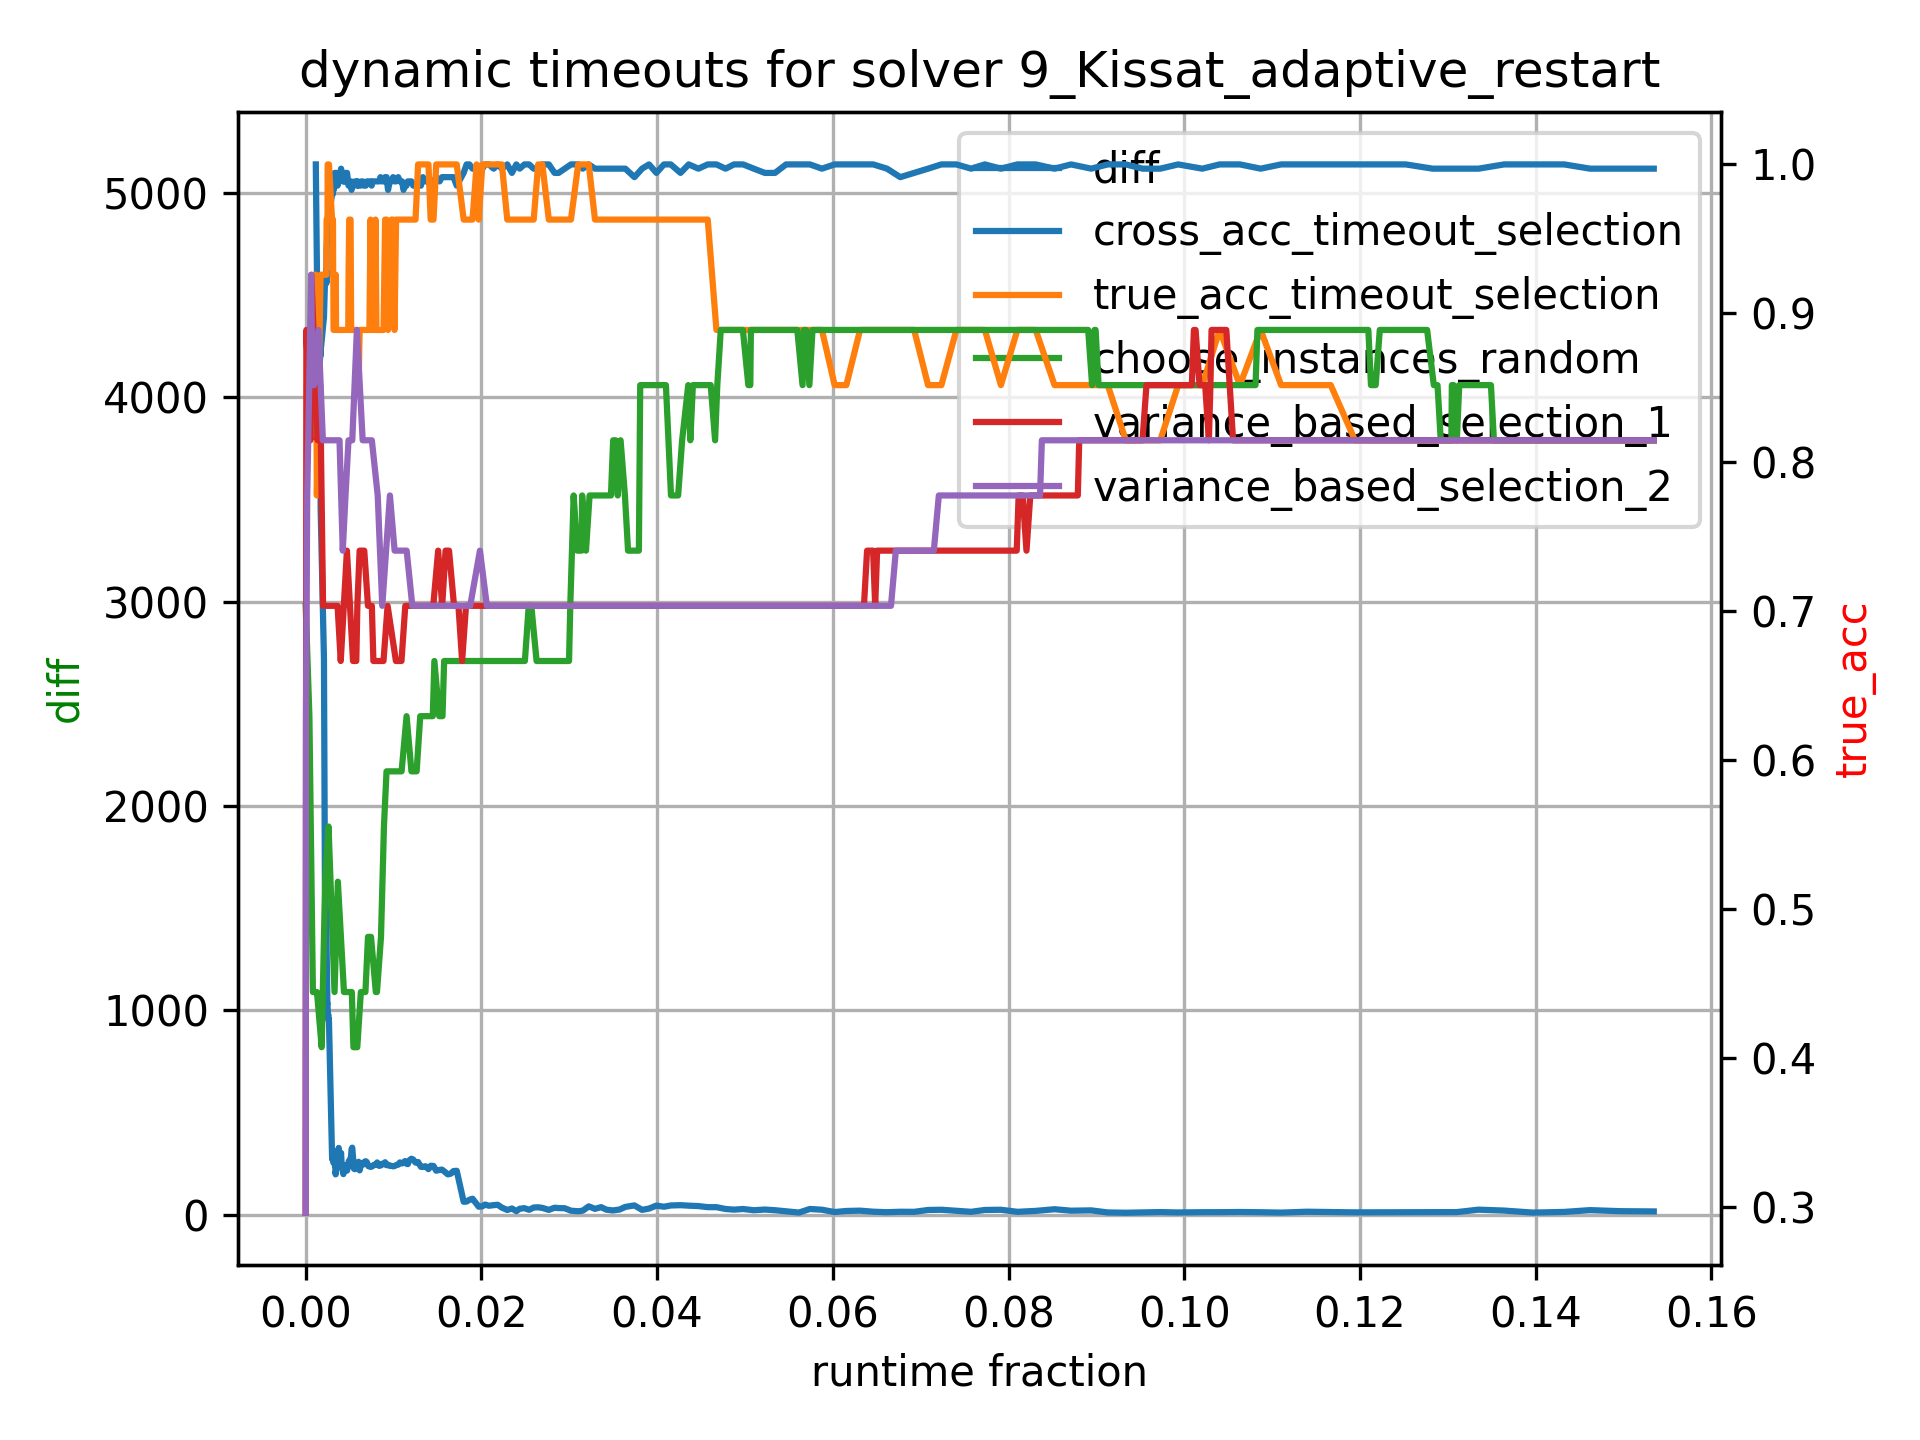 dynamic timeouts for solver 9_Kissat_adaptive_restart
diff
cross_acc_timeout_selection
true_acc_timeout_selection
choose_instances_random
variance_based_selection_1
variance_based_selection_2
5000
4000
3000
2000
1000
0
diff
1.0
0.9
0.8
0.7
0.6
0.5
0.4
0.3
true_acc
0.00 0.02 0.04 0.06 0.08 0.10 0.12 0.14 0.16
runtime fraction